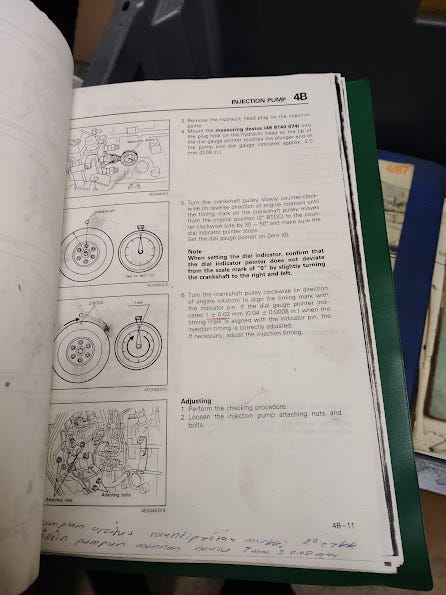 INJECTION PUMP 4B
3. Remove the hydraulic head plug on the injection
pump.
4. Mount the measuring device (49 9140 074) into
the plug hole on the hydraulic head so the tip of
the dial gauge pointer touches the plunger end of
the pump and dial gauge indicates approx. 2.0
mm (0.08 in.)
5. Turn the crankshaft pulley slowly counter-clock-
wise (in reverse direction of engine rotation) until
the timing mark on the crankshaft pulley moves
from the original position (2° BTDC) to the coun-
ter-clockwise side by 30 ~ 50° and make sure the
dial indicator pointer stops.
Set the dial gauge pointer on Zero (0).
Note
When setting the dial indicator, confirm that
the dial indicator pointer does not deviate
from the scale mark of "0" by slightly turning
the crankshaft to the right and left.
6. Turn the crankshaft pulley clockwise (in direction
of engine rotation) to align the timing mark with
the indicator pin. If the dial gauge pointer indi-
cates 1 ± 0.02 mm (0.04 ± 0.0008 in.) when the
timing mark is aligned with the indicator pin, the
injection timing is correctly adjusted.
If necessary, adjust the injection timing.
Adjusting
1. Perform the checking procedure.
2. Loosen the injection pump attaching nuts and
bolts.
Attaching nuts
Attaching bolts
4B-11
4/87